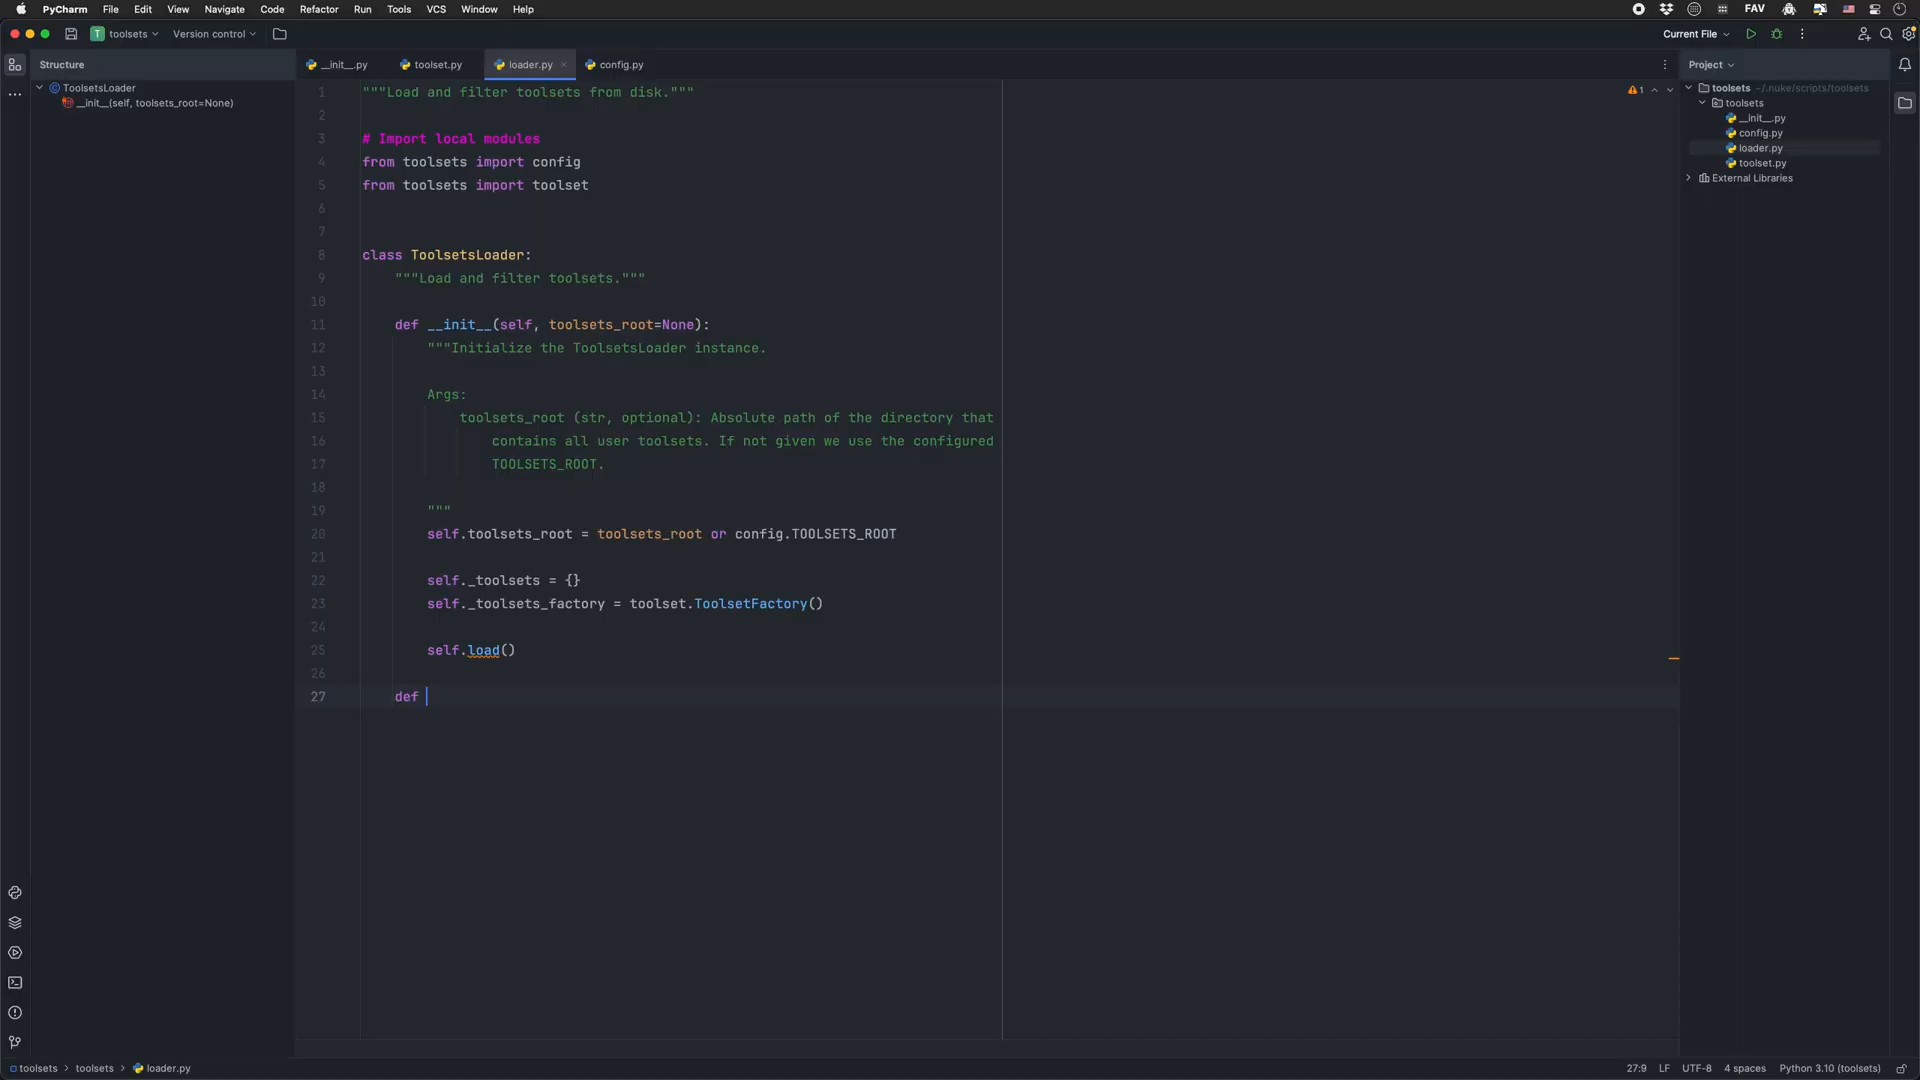 PyCharm File Edit View Navigate Code Refactor Run Tools VCS Window Help FAV
T toolsets Version control Current File
Structure
ToolsetsLoader
__init__(self, toolsets_root=None)
__init__.py toolset.py loader.py × config.py
1 """Load and filter toolsets from disk."""
2
3 # Import local modules
4 from toolsets import config
5 from toolsets import toolset
6
7
8 class ToolsetsLoader:
9 """Load and filter toolsets."""
10
11 def __init__(self, toolsets_root=None):
12 """Initialize the ToolsetsLoader instance.
13
14 Args:
15 toolsets_root (str, optional): Absolute path of the directory that
16 contains all user toolsets. If not given we use the configured
17 TOOLSETS_ROOT.
18
19 """
20 self.toolsets_root = toolsets_root or config.TOOLSETS_ROOT
21
22 self._toolsets = {}
23 self._toolsets_factory = toolset.ToolsetFactory()
24
25 self.load()
26
27 def
1
Project
toolsets ~/.nuke/scripts/toolsets
toolsets
__init__.py
config.py
loader.py
toolset.py
External Libraries
toolsets > toolsets > loader.py
27:9 LF UTF-8 4 spaces Python 3.10 (toolsets)